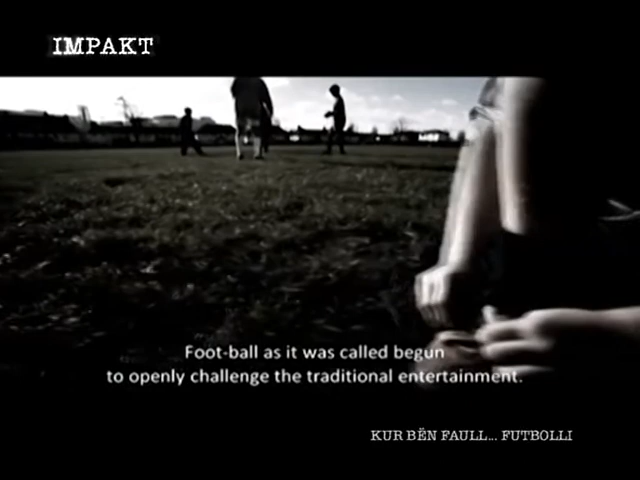 IMPAKT
Foot-ball as it was called begun
to openly challenge the traditional entertainment.
KUR BËN FAULL... FUTBOLLI